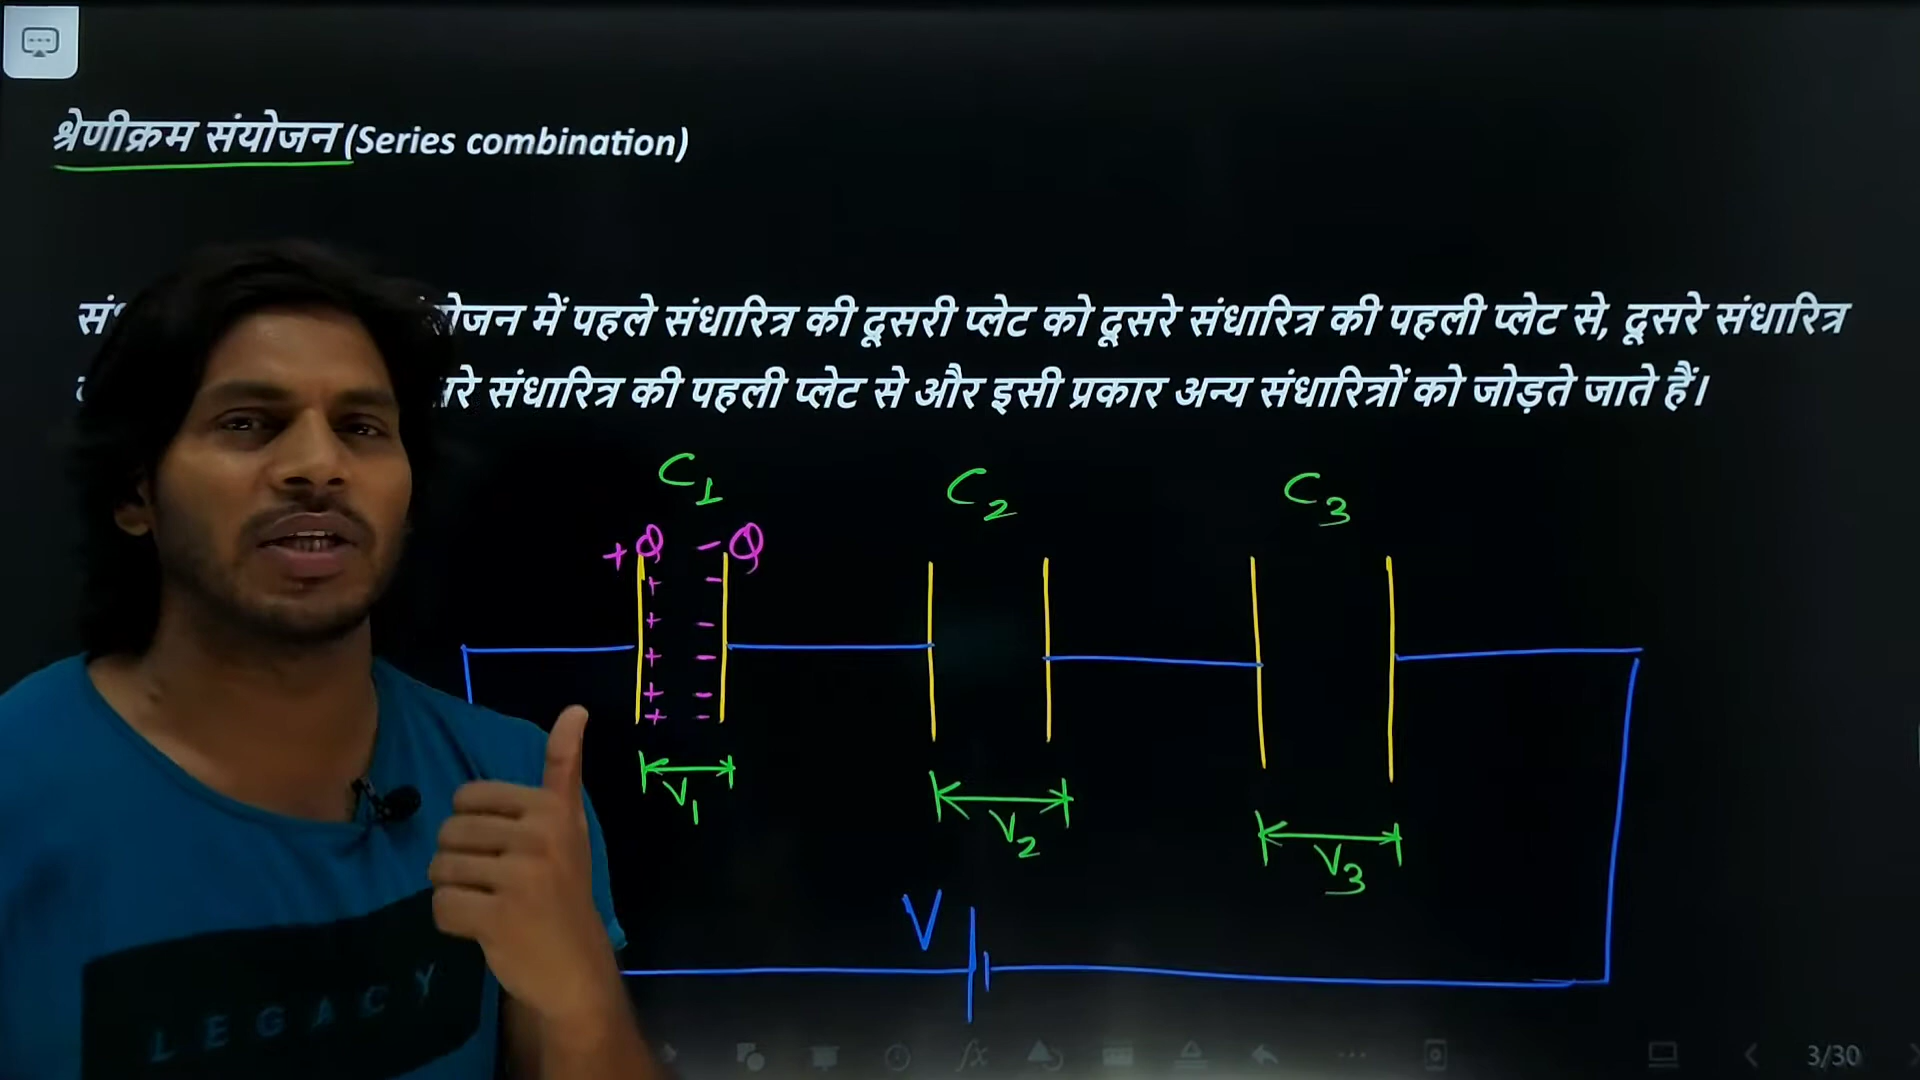 श्रेणीक्रम संयोजन (Series combination)
में पहले संधारित्र की दूसरी प्लेट को दूसरे संधारित्र की पहली प्लेट से, दूसरे संधारित्र
संधारित्र की पहली प्लेट से और इसी प्रकार अन्य संधारित्रों को जोड़ते जाते हैं।
C₁ C₂ C₃
+Q -Q
+ -
+ -
+ -
+ -
+ -
V₁ V₂ V₃
V
LEGACY
3/30